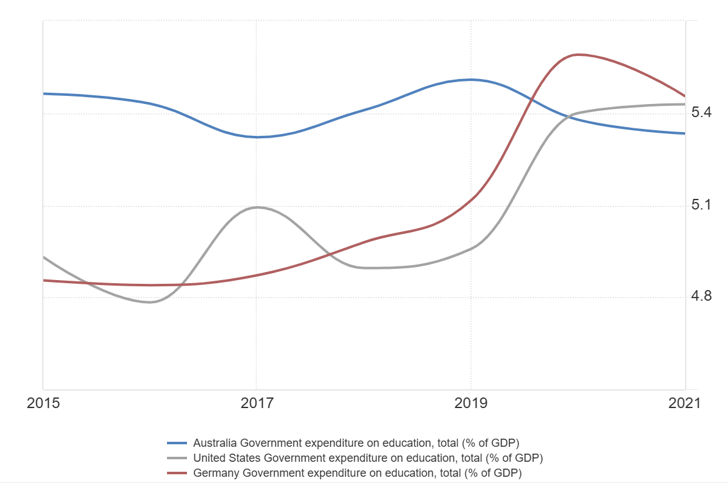 5.4
5.1
4.8
2015 2017 2019 2021
Australia Government expenditure on education, total (% of GDP)
United States Government expenditure on education, total (% of GDP)
Germany Government expenditure on education, total (% of GDP)